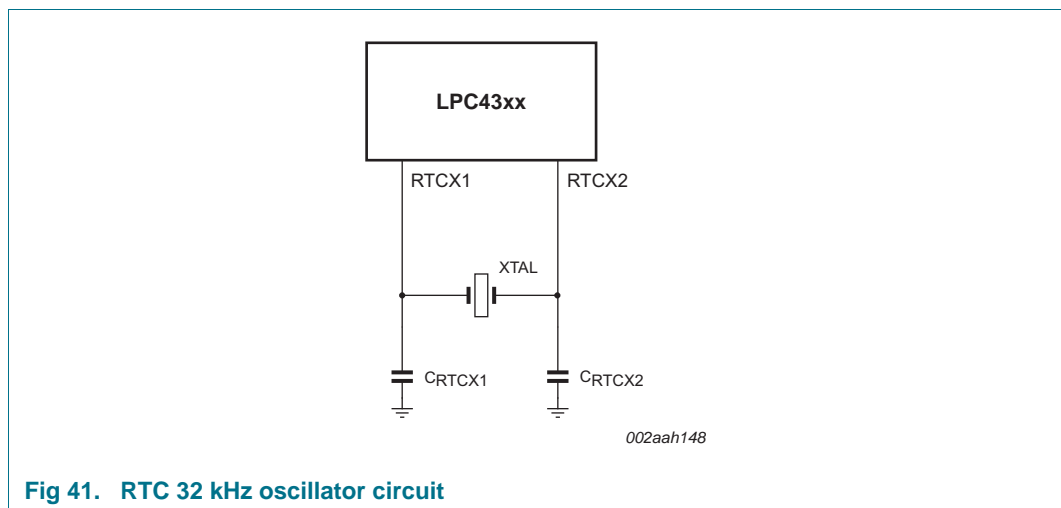 LPC43xx
RTCX1 RTCX2
XTAL
CRTCX1 CRTCX2
002aah148
Fig 41. RTC 32 kHz oscillator circuit